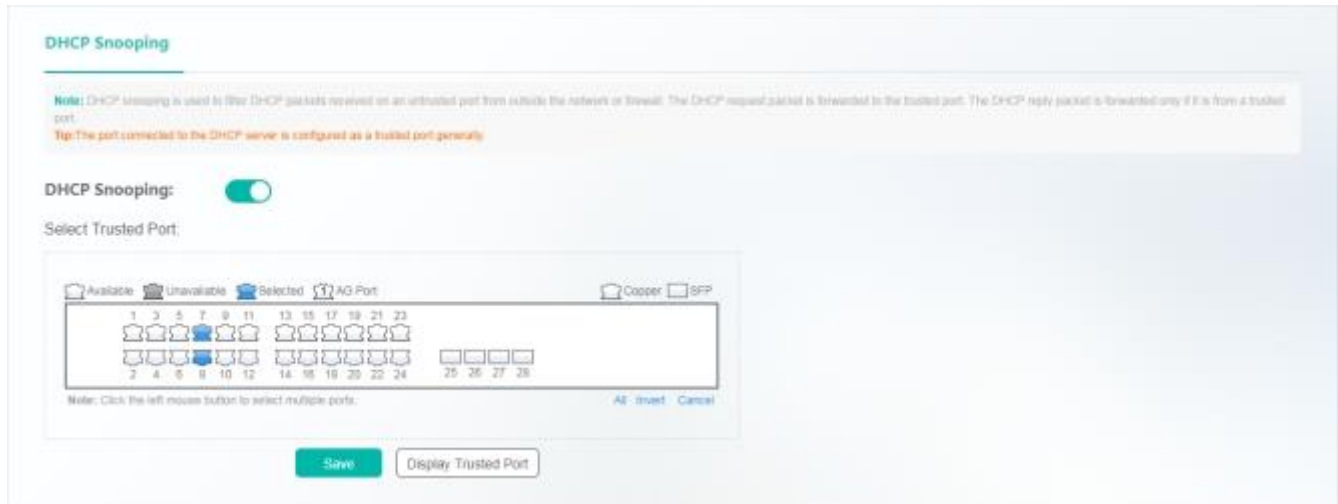 DHCP Snooping
Note: DHCP snooping is used to filter DHCP packets received on an untrusted port from outside the network or firewall. The DHCP request packet is forwarded to the trusted port. The DHCP reply packet is forwarded only if it is from a trusted
port.
Tip:The port connected to the DHCP server is configured as a trusted port generally.
DHCP Snooping:
Select Trusted Port:
Available Unavailable Selected 1 AG Port Copper SFP
1 3 5 7 9 11 13 15 17 19 21 23
2 4 6 8 10 12 14 16 18 20 22 24 25 26 27 28
Note: Click the left mouse button to select multiple ports. All Invert Cancel
Save Display Trusted Port